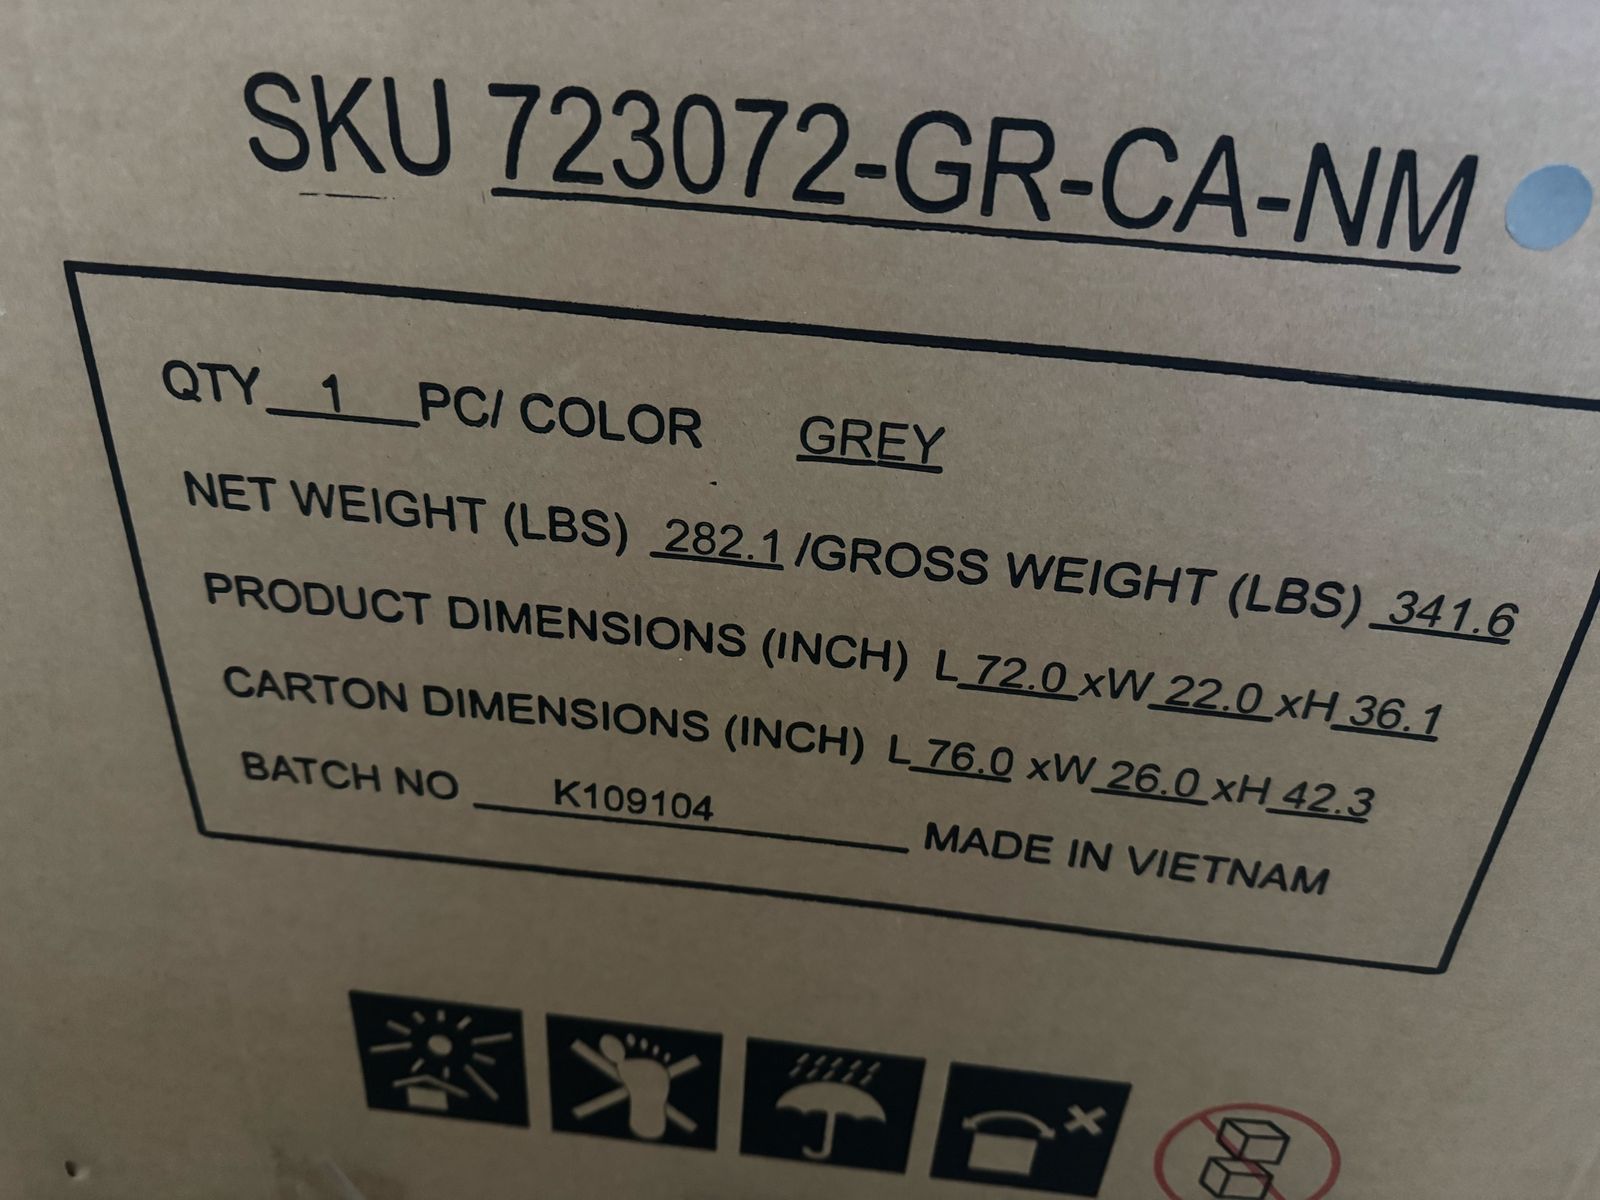 SKU 723072-GR-CA-NM
QTY 1 PC/ COLOR GREY
NET WEIGHT (LBS) 282.1 /GROSS WEIGHT (LBS) 341.6
PRODUCT DIMENSIONS (INCH) L 72.0 xW 22.0 xH 36.1
CARTON DIMENSIONS (INCH) L 76.0 xW 26.0 xH 42.3
BATCH NO K109104 MADE IN VIETNAM